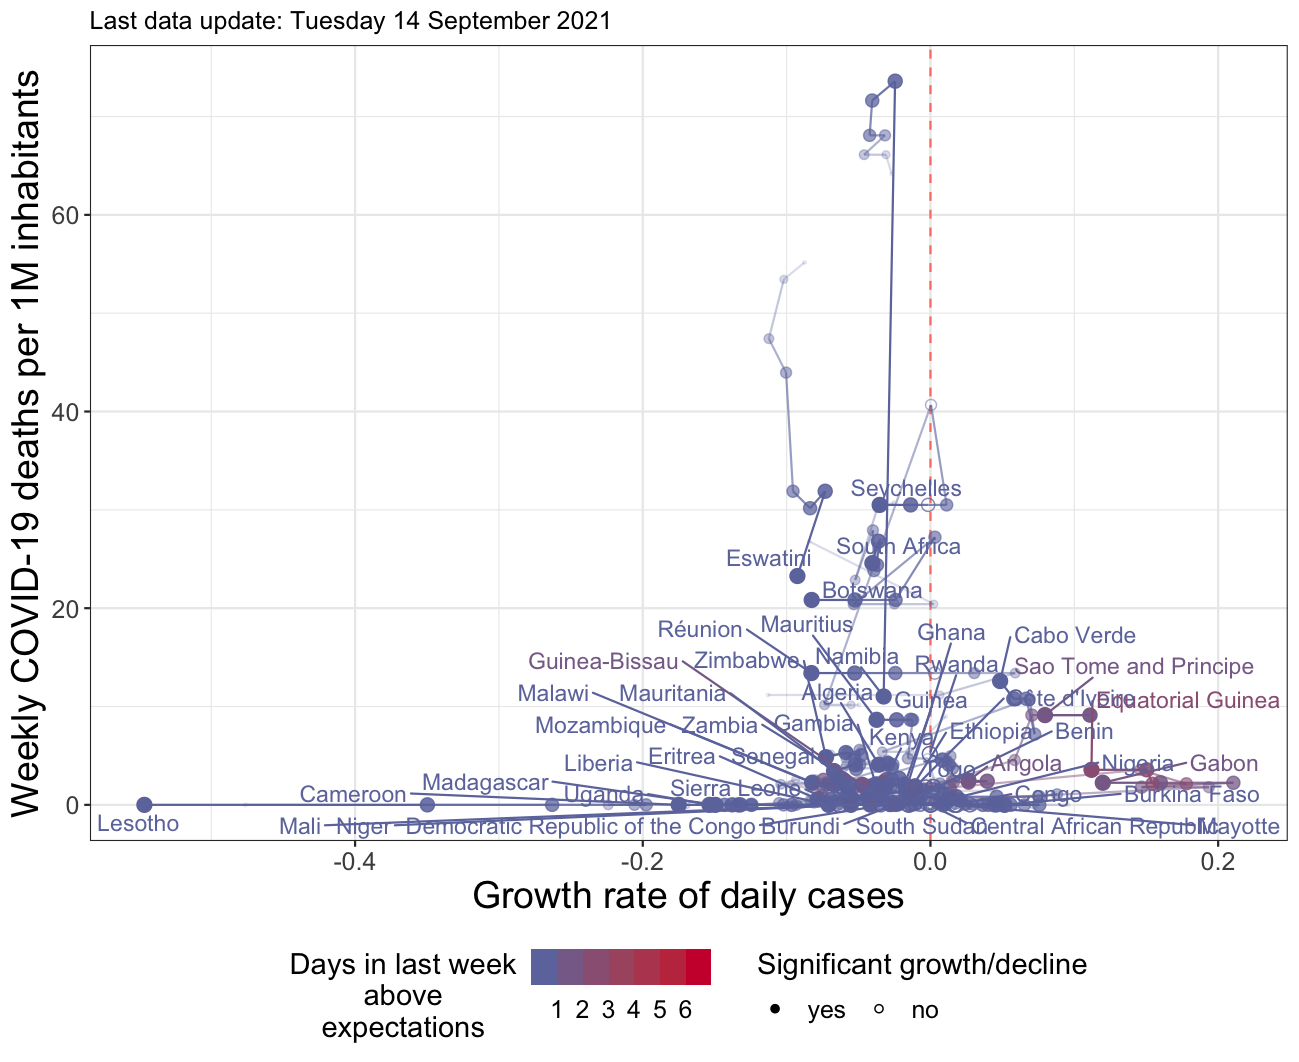 Last data update: Tuesday 14 September 2021
Weekly COVID-19 deaths per 1M inhabitants
60
40
20
0
Seychelles
South Africa
Eswatini
Botswana
Mauritius
Réunion
Ghana
Cabo Verde
Guinea-Bissau
Zimbabwe
Namibia
Rwanda
Sao Tome and Principe
Malawi
Mauritania
Algeria
Guinea
Côte d'Ivoire
Equatorial Guinea
Mozambique
Zambia
Gambia
Kenya
Ethiopia
Benin
Liberia
Eritrea
Senegal
Togo
Angola
Nigeria
Gabon
Cameroon
Madagascar
Uganda
Sierra Leone
Congo
Burkina Faso
Lesotho
Mali
Niger
Democratic Republic of the Congo
Burundi
South Sudan
Central African Republic
Mayotte
-0.4
-0.2
0.0
0.2
Growth rate of daily cases
Days in last week
above
expectations
1 2 3 4 5 6
Significant growth/decline
yes
no